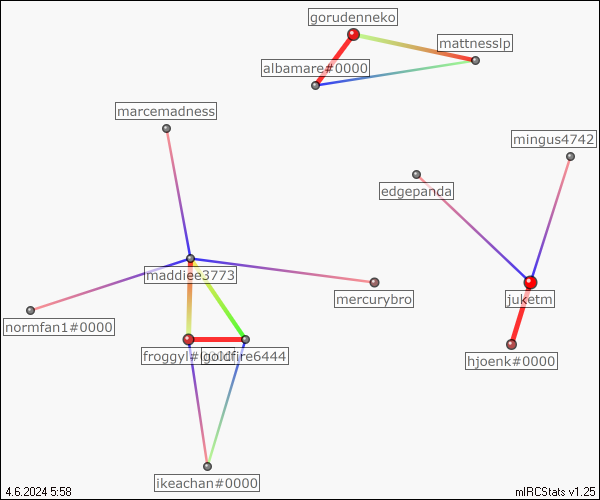 gorudenneko
mattnesslp
albamare#0000
marcemadness
mingus4742
edgepanda
maddiee3773
mercurybro
juketm
normfan1#0000
froggyl#0000
goldfire6444
hjoenk#0000
ikeachan#0000
4.6.2024 5:58
mIRCStats v1.25